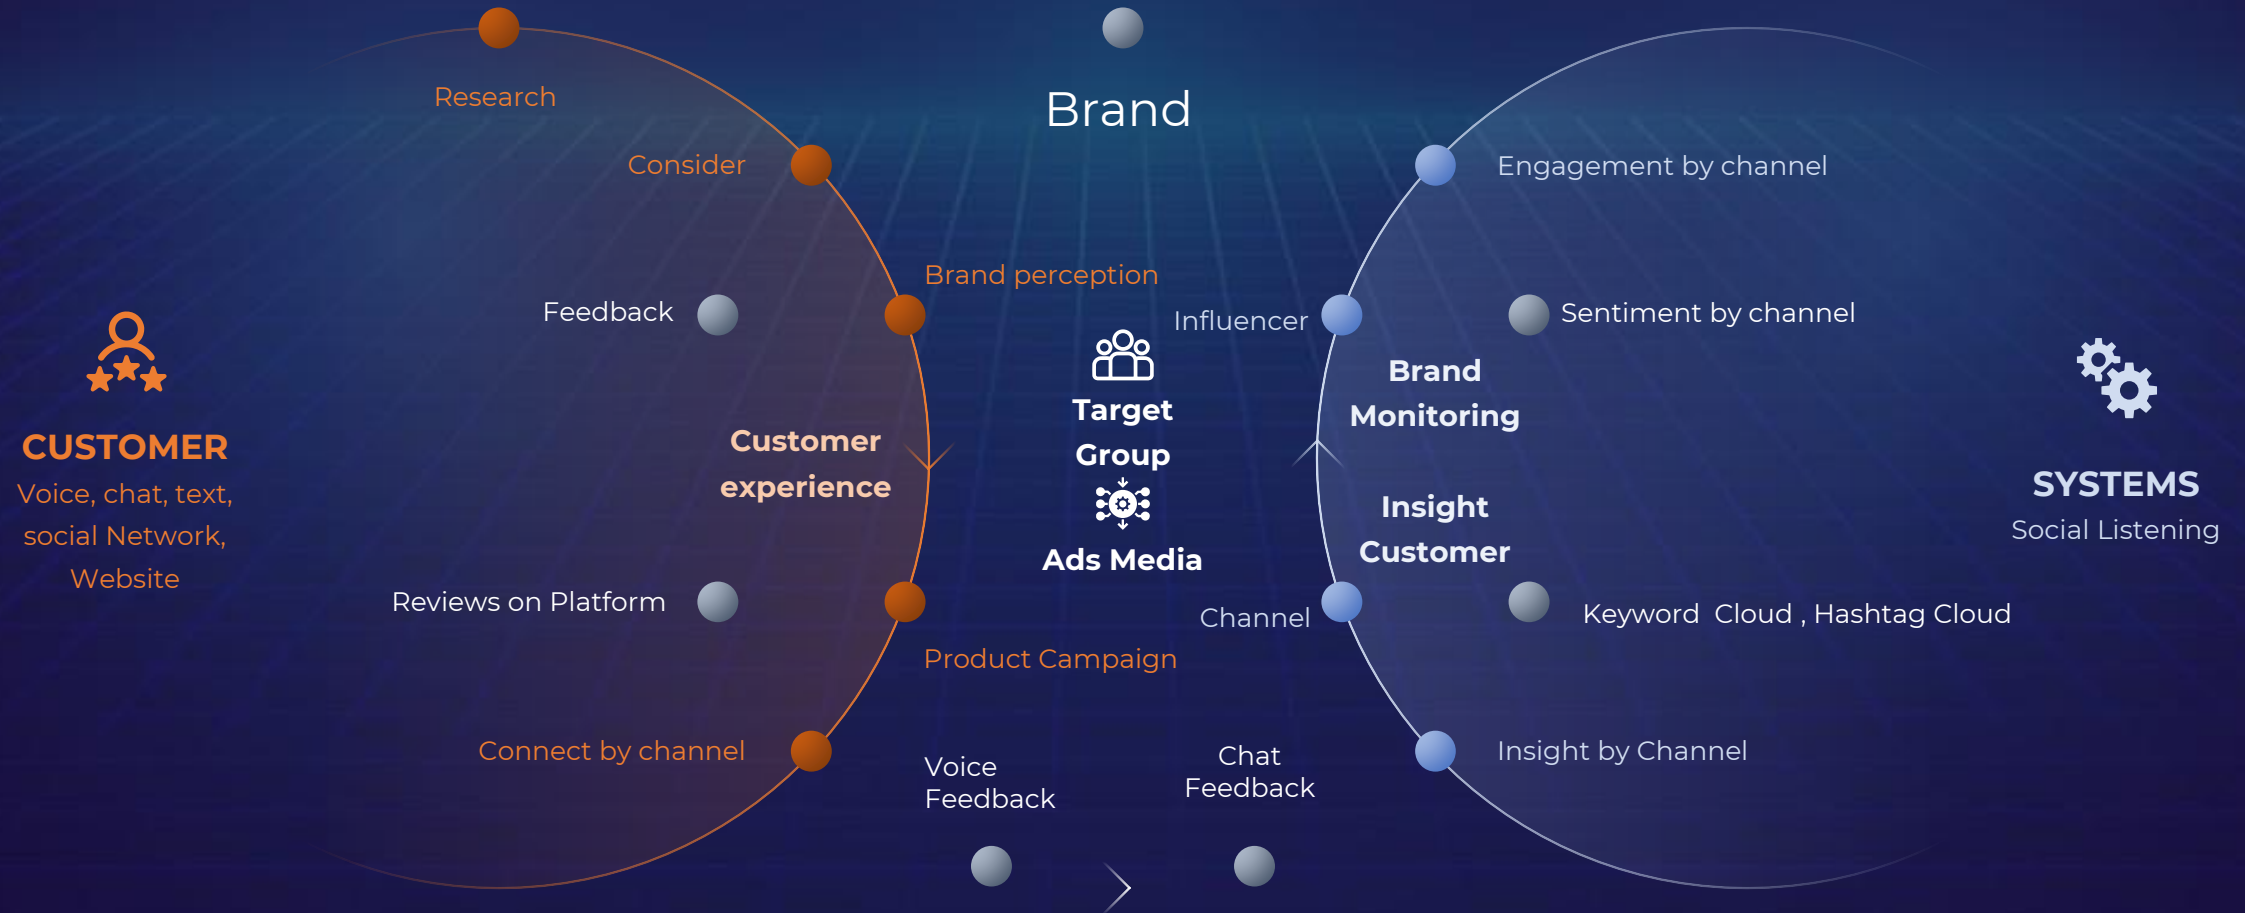 Research
Brand
Consider
Engagement by channel
Brand perception
Feedback
Influencer
Sentiment by channel
CUSTOMER
Voice, chat, text,
social Network,
Website
Customer
experience
Target
Group
Ads Media
Brand
Monitoring
Insight
Customer
SYSTEMS
Social Listening
Reviews on Platform
Channel
Keyword  Cloud , Hashtag Cloud
Product Campaign
Connect by channel
Insight by Channel
Voice
Feedback
Chat
Feedback